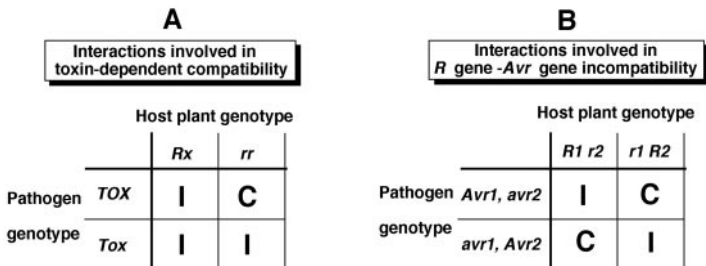 A
Interactions involved in
toxin-dependent compatibility
Host plant genotype
Rx rr
Pathogen genotype
TOX I C
Tox I I
B
Interactions involved in
R gene -Avr gene incompatibility
Host plant genotype
R1 r2 r1 R2
Pathogen genotype
Avr1, avr2 I C
avr1, Avr2 C I